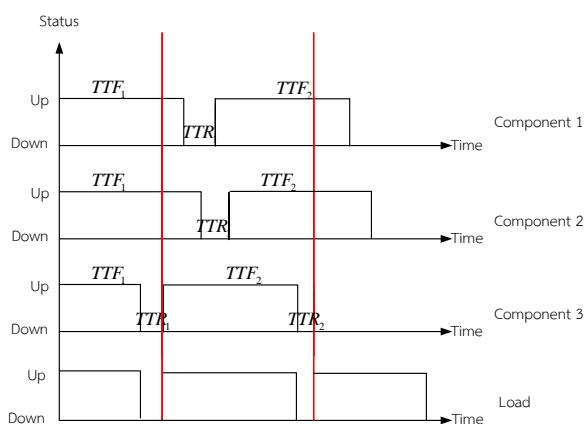 Status
TTF1 TTF2
Up
TTR
Component 1
Down
Time
TTF1 TTF2
Up
TTR
Component 2
Down
Time
TTF1 TTF2
Up
Component 3
TTR1 TTR2
Down
Time
Up
Load
Down
Time